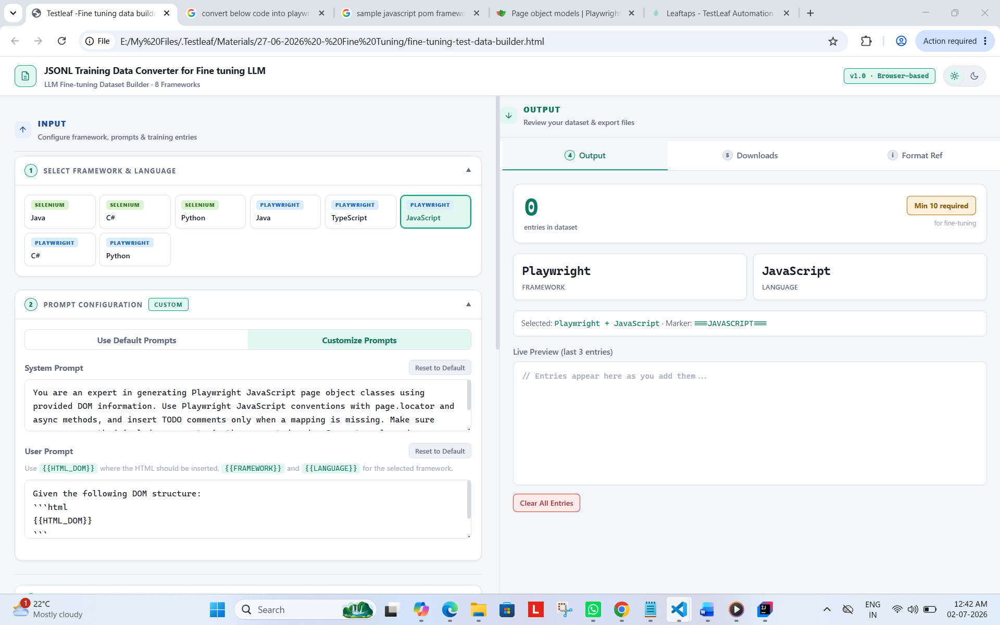 Testleaf -Fine tuning data builde
convert below code into playwr
sample javascript pom framewo
Page object models | Playwright
Leaftaps - TestLeaf Automation
File
E:/My%20Files/.Testleaf/Materials/27-06-2026%20-%20Fine%20Tuning/fine-tuning-test-data-builder.html
Action required
JSONL Training Data Converter for Fine tuning LLM
LLM Fine-tuning Dataset Builder · 8 Frameworks
v1.0 · Browser-based
INPUT
Configure framework, prompts & training entries
1 SELECT FRAMEWORK & LANGUAGE
SELENIUM
Java
SELENIUM
C#
SELENIUM
Python
PLAYWRIGHT
Java
PLAYWRIGHT
TypeScript
PLAYWRIGHT
JavaScript
PLAYWRIGHT
C#
PLAYWRIGHT
Python
2 PROMPT CONFIGURATION CUSTOM
Use Default Prompts
Customize Prompts
System Prompt
Reset to Default
You are an expert in generating Playwright JavaScript page object classes using
provided DOM information. Use Playwright JavaScript conventions with page.locator and
async methods, and insert TODO comments only when a mapping is missing. Make sure
User Prompt
Reset to Default
Use {{HTML_DOM}} where the HTML should be inserted, {{FRAMEWORK}} and {{LANGUAGE}} for the selected framework.
Given the following DOM structure:
```html
{{HTML_DOM}}
```
OUTPUT
Review your dataset & export files
4 Output
5 Downloads
i Format Ref
0
entries in dataset
Min 10 required
for fine-tuning
Playwright
FRAMEWORK
JavaScript
LANGUAGE
Selected: Playwright + JavaScript · Marker: ===JAVASCRIPT===
Live Preview (last 3 entries)
// Entries appear here as you add them...
Clear All Entries
1
22°C
Mostly cloudy
Search
ENG
IN
12:42 AM
02-07-2026